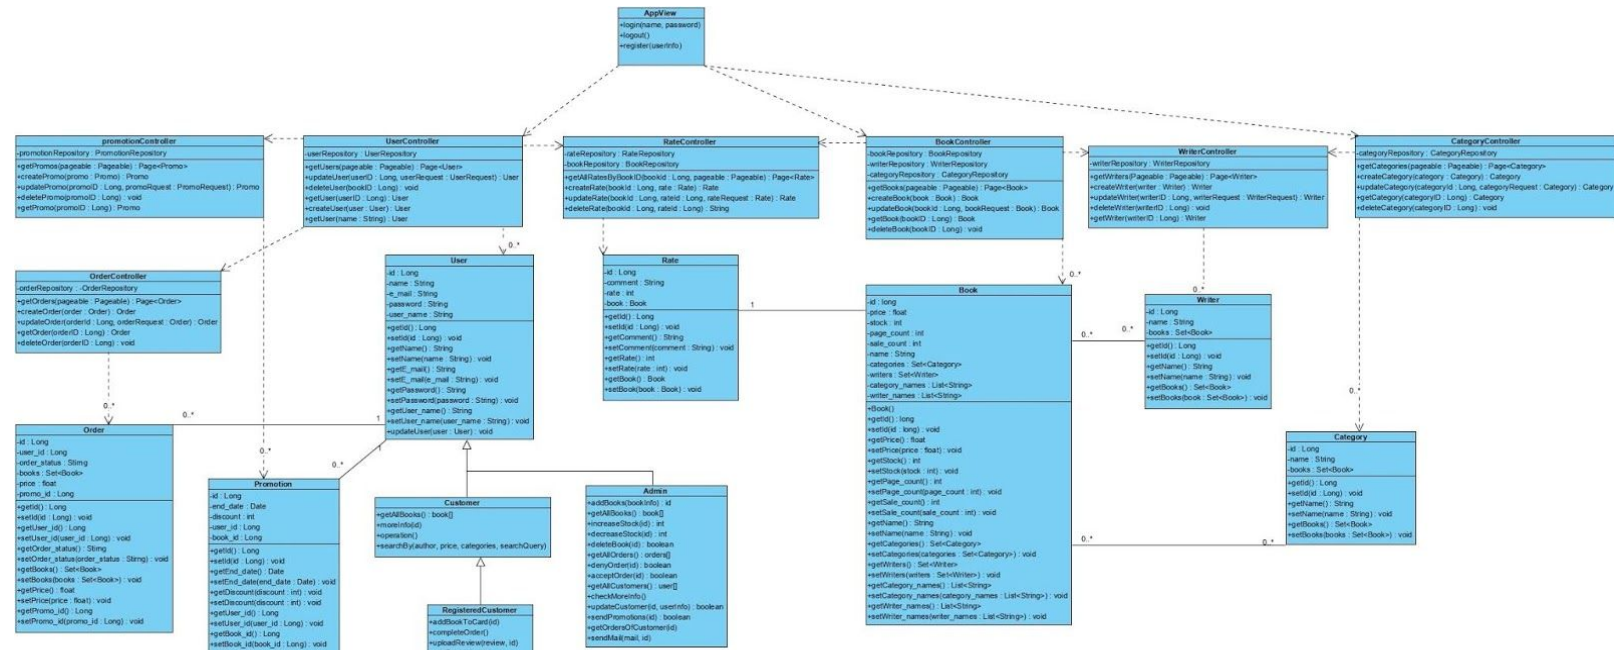 AppView
+login(name, password)
+logout()
+register(userInfo)
promotionController
-promotionRepository : PromotionRepository
+getPromos(pageable : Pageable) : Page<Promo>
+createPromo(promo : Promo) : Promo
+updatePromo(promoID : Long, promoRequest : PromoRequest) : Promo
+deletePromo(promoID : Long) : void
+getPromo(promoID : Long) : Promo
UserController
-userRepository : UserRepository
+getUsers(pageable : Pageable) : Page<User>
+updateUser(userID : Long, userRequest : UserRequest) : User
+deleteUser(bookID : Long) : void
+getUser(userID : Long) : User
+createUser(user : User) : User
+getUser(name : String) : User
RateController
-rateRepository : RateRepository
-bookRepository : BookRepository
+getAllRatesByBookID(bookId : Long, pageable : Pageable) : Page<Rate>
+createRate(bookId : Long, rate : Rate) : Rate
+updateRate(bookId : Long, rateId : Long, rateRequest : Rate) : Rate
+deleteRate(bookId : Long, rateId : Long) : String
BookController
-bookRepository : BookRepository
-writerRepository : WriterRepository
-categoryRepository : CategoryRepository
+getBooks(pageable : Pageable) : Page<Book>
+createBook(book : Book) : Book
+updateBook(bookId : Long, bookRequest : Book) : Book
+getBook(bookID : Long) : Book
+deleteBook(bookID : Long) : void
WriterController
-writerRepository : WriterRepository
+getWriters(Pageable : Pageable) : Page<Writer>
+createWriter(writer : Writer) : Writer
+updateWriter(writerID : Long, writerRequest : WriterRequest) : Writer
+deleteWriter(writerID : Long) : void
+getWriter(writerID : Long) : Writer
CategoryController
-categoryRepository : CategoryRepository
+getCategories(pageable : Pageable) : Page<Category>
+createCategory(category : Category) : Category
+updateCategory(categoryId : Long, categoryRequest : Category) : Category
+getCategory(categoryID : Long) : Category
+deleteCategory(categoryID : Long) : void
OrderController
-orderRepository : -OrderRepository
+getOrders(pageable : Pageable) : Page<Order>
+createOrder(order : Order) : Order
+updateOrder(orderId : Long, orderRequest : Order) : Order
+getOrder(orderID : Long) : Order
+deleteOrder(orderID : Long) : void
0..*
User
-id : Long
-name : String
-e_mail : String
-password : String
-user_name : String
+getId() : Long
+setId(id : Long) : void
+getName() : String
+setName(name : String) : void
+getE_mail() : String
+setE_mail(e_mail : String) : void
+getPassword() : String
+setPassword(password : String) : void
+getUser_name() : String
+setUser_name(user_name : String) : void
+updateUser(user : User) : void
Rate
-id : Long
-comment : String
-rate : int
-book : Book
+getId() : Long
+setId(id : Long) : void
+getComment() : String
+setComment(comment : String) : void
+getRate() : int
+setRate(rate : int) : void
+getBook() : Book
+setBook(book : Book) : void
1
0..*
Book
-id : long
-price : float
-stock : int
-page_count : int
-sale_count : int
-name : String
-categories : Set<Category>
-writers : Set<Writer>
-category_names : List<String>
-writer_names : List<String>
+Book()
+getId() : long
+setId(id : long) : void
+getPrice() : float
+setPrice(price : float) : void
+getStock() : int
+setStock(stock : int) : void
+getPage_count() : int
+setPage_count(page_count : int) : void
+getSale_count() : int
+setSale_count(sale_count : int) : void
+getName() : String
+setName(name : String) : void
+getCategories() : Set<Category>
+setCategories(categories : Set<Category>) : void
+getWriters() : Set<Writer>
+setWriters(writers : Set<Writer>) : void
+getCategory_names() : List<String>
+setCategory_names(category_names : List<String>) : void
+getWriter_names() : List<String>
+setWriter_names(writer_names : List<String>) : void
0..*
Writer
-id : Long
-name : String
-books : Set<Book>
+getId() : Long
+setId(id : Long) : void
+getName() : String
+setName(name : String) : void
+getBooks() : Set<Book>
+setBooks(book : Set<Book>) : void
0..*
0..*
0..
Category
-id : Long
-name : String
-books : Set<Book>
+getId() : Long
+setId(id : Long) : void
+getName() : String
+setName(name : String) : void
+getBooks() : Set<Book>
+setBooks(books : Set<Book>) : void
0..*
0..*
0..*
0..*
1
Order
-id : Long
-user_id : Long
-order_status : String
-books : Set<Book>
-price : float
-promo_id : Long
+getId() : Long
+setId(id : Long) : void
+getUser_id() : Long
+setUser_id(user_id : Long) : void
+getOrder_status() : String
+setOrder_status(order_status : String) : void
+getBooks() : Set<Book>
+setBooks(books : Set<Book>) : void
+getPrice() : float
+setPrice(price : float) : void
+getPromo_id() : Long
+setPromo_id(promo_id : Long) : void
0..*
0..*
1
Promotion
-id : Long
-end_date : Date
-discount : int
-user_id : Long
-book_id : Long
+getId() : Long
+setId(id : Long) : void
+getEnd_date() : Date
+setEnd_date(end_date : Date) : void
+getDiscount(discount : int) : void
+setDiscount(discount : int) : void
+getUser_id() : Long
+setUser_id(user_id : Long) : void
+getBook_id() : Long
+setBook_id(book_id : Long) : void
Customer
+getAllBooks() : book[]
+moreInfo(id)
+operation()
+searchBy(author, price, categories, searchQuery)
RegisteredCustomer
+addBookToCard(id)
+completeOrder()
+uploadReview(review, id)
Admin
+addBooks(bookInfo) : id
+getAllBooks() : book[]
+increaseStock(id) : int
+decreaseStock(id) : int
+deleteBook(id) : boolean
+getAllOrders() : orders[]
+denyOrder(id) : boolean
+acceptOrder(id) : boolean
+getAllCustomers() : user[]
+checkMoreInfo()
+updateCustomer(id, userInfo) : boolean
+sendPromotions(id) : boolean
+getOrdersOfCustomer(id)
+sendMail(mail, id)